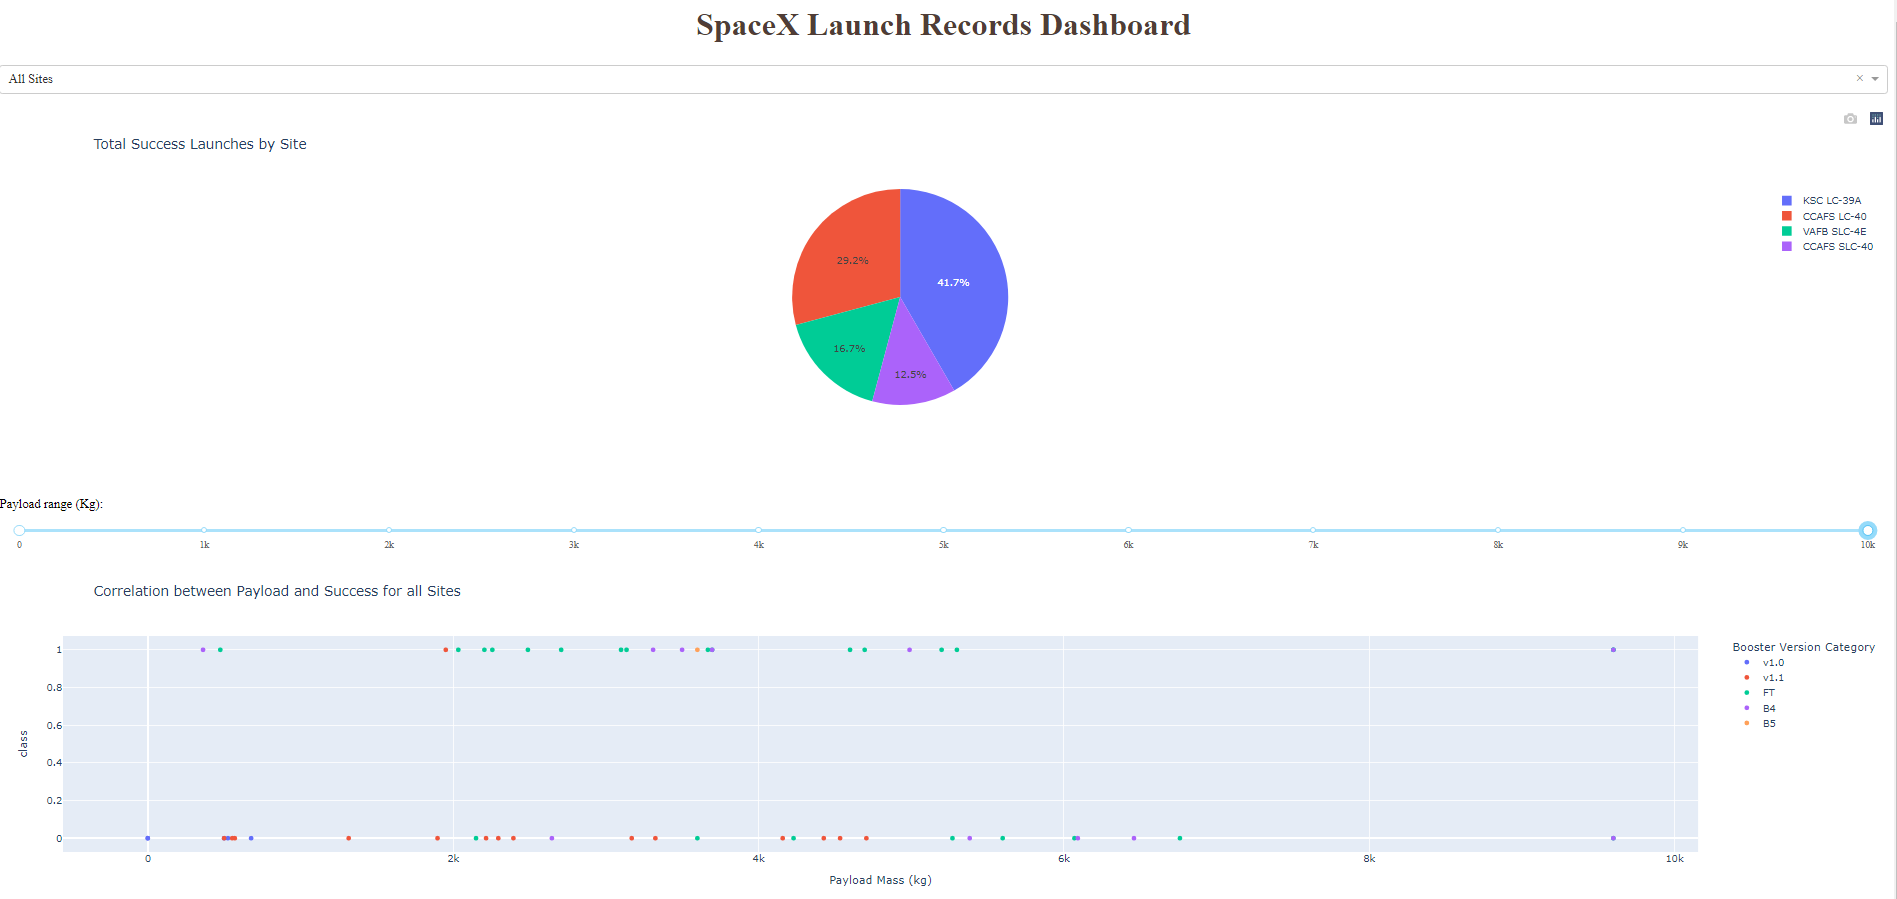 SpaceX Launch Records Dashboard
All Sites
×
Total Success Launches by Site
KSC LC-39A
CCAFS LC-40
VAFB SLC-4E
CCAFS SLC-40
29.2%
41.7%
16.7%
12.5%
Payload range (Kg):
0 1k 2k 3k 4k 5k 6k 7k 8k 9k 10k
Correlation between Payload and Success for all Sites
Booster Version Category
v1.0
v1.1
FT
B4
B5
1
0.8
0.6
0.4
0.2
0
class
0 2k 4k 6k 8k 10k
Payload Mass (kg)